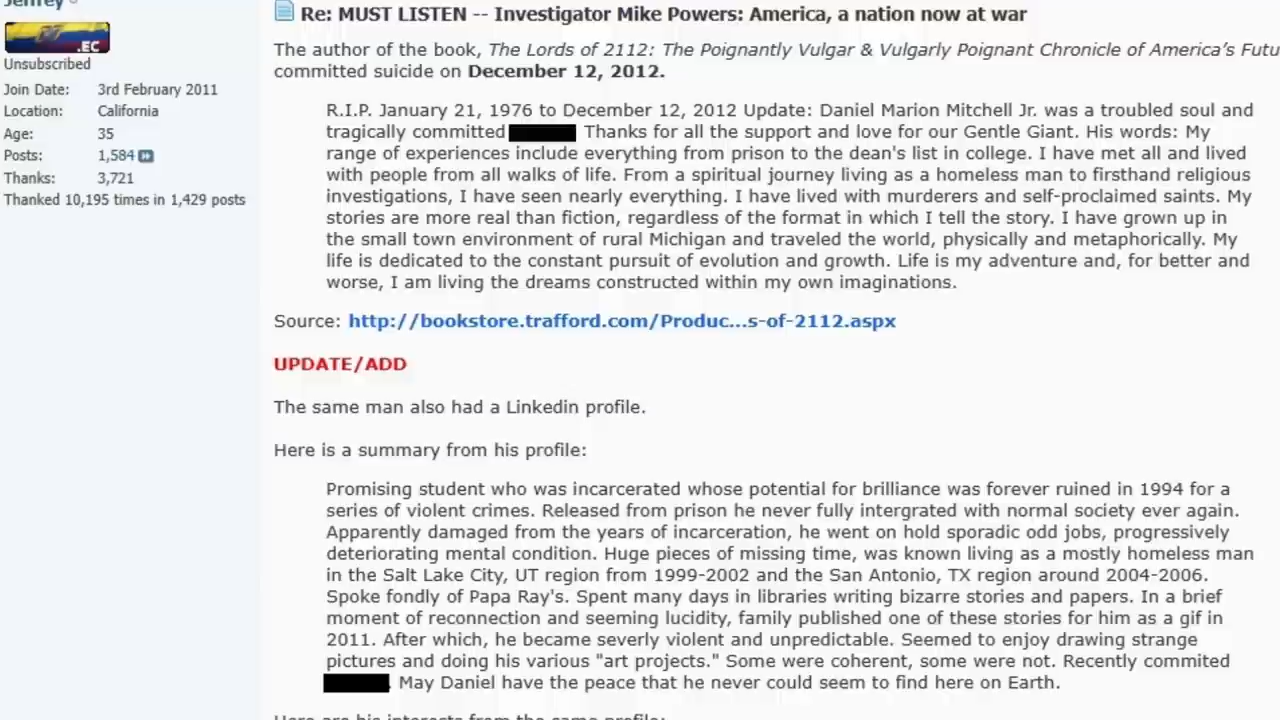 Jeffrey
.EC
Unsubscribed
Join Date: 3rd February 2011
Location: California
Age: 35
Posts: 1,584
Thanks: 3,721
Thanked 10,195 times in 1,429 posts
Re: MUST LISTEN -- Investigator Mike Powers: America, a nation now at war
The author of the book, The Lords of 2112: The Poignantly Vulgar & Vulgarly Poignant Chronicle of America's Futu
committed suicide on December 12, 2012.
R.I.P. January 21, 1976 to December 12, 2012 Update: Daniel Marion Mitchell Jr. was a troubled soul and
tragically committed Thanks for all the support and love for our Gentle Giant. His words: My
range of experiences include everything from prison to the dean's list in college. I have met all and lived
with people from all walks of life. From a spiritual journey living as a homeless man to firsthand religious
investigations, I have seen nearly everything. I have lived with murderers and self-proclaimed saints. My
stories are more real than fiction, regardless of the format in which I tell the story. I have grown up in
the small town environment of rural Michigan and traveled the world, physically and metaphorically. My
life is dedicated to the constant pursuit of evolution and growth. Life is my adventure and, for better and
worse, I am living the dreams constructed within my own imaginations.
Source: http://bookstore.trafford.com/Produc...s-of-2112.aspx
UPDATE/ADD
The same man also had a Linkedin profile.
Here is a summary from his profile:
Promising student who was incarcerated whose potential for brilliance was forever ruined in 1994 for a
series of violent crimes. Released from prison he never fully intergrated with normal society ever again.
Apparently damaged from the years of incarceration, he went on hold sporadic odd jobs, progressively
deteriorating mental condition. Huge pieces of missing time, was known living as a mostly homeless man
in the Salt Lake City, UT region from 1999-2002 and the San Antonio, TX region around 2004-2006.
Spoke fondly of Papa Ray's. Spent many days in libraries writing bizarre stories and papers. In a brief
moment of reconnection and seeming lucidity, family published one of these stories for him as a gif in
2011. After which, he became severly violent and unpredictable. Seemed to enjoy drawing strange
pictures and doing his various "art projects." Some were coherent, some were not. Recently commited
. May Daniel have the peace that he never could seem to find here on Earth.
Here are his interests from the same profile: